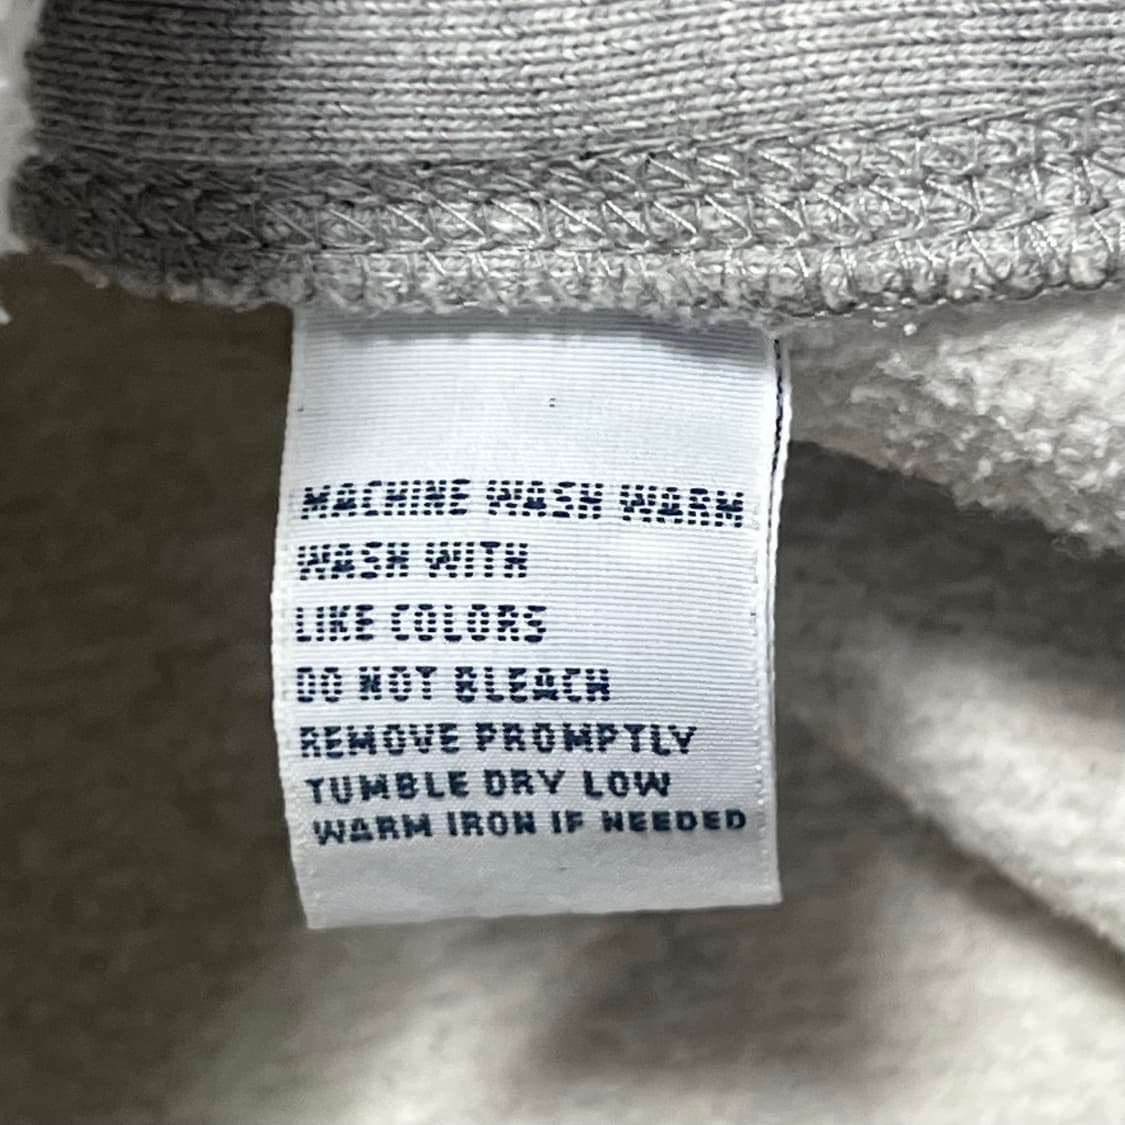 MACHINE WASH WARM
WASH WITH
LIKE COLORS
DO NOT BLEACH
REMOVE PROMPTLY
TUMBLE DRY LOW
WARM IRON IF NEEDED